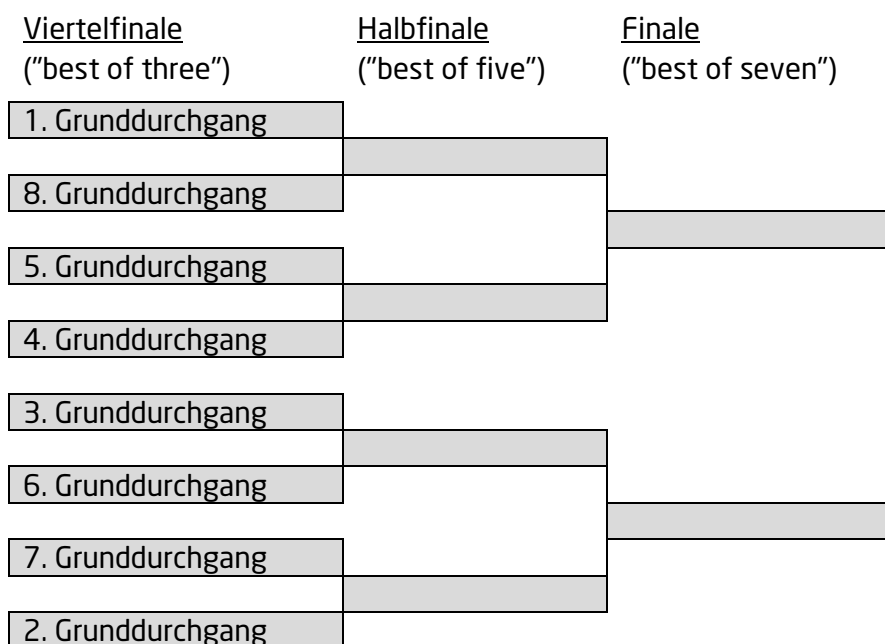 Viertelfinale Halbfinale Finale
("best of three") ("best of five") ("best of seven")
1. Grunddurchgang
8. Grunddurchgang
5. Grunddurchgang
4. Grunddurchgang
3. Grunddurchgang
6. Grunddurchgang
7. Grunddurchgang
2. Grunddurchgang